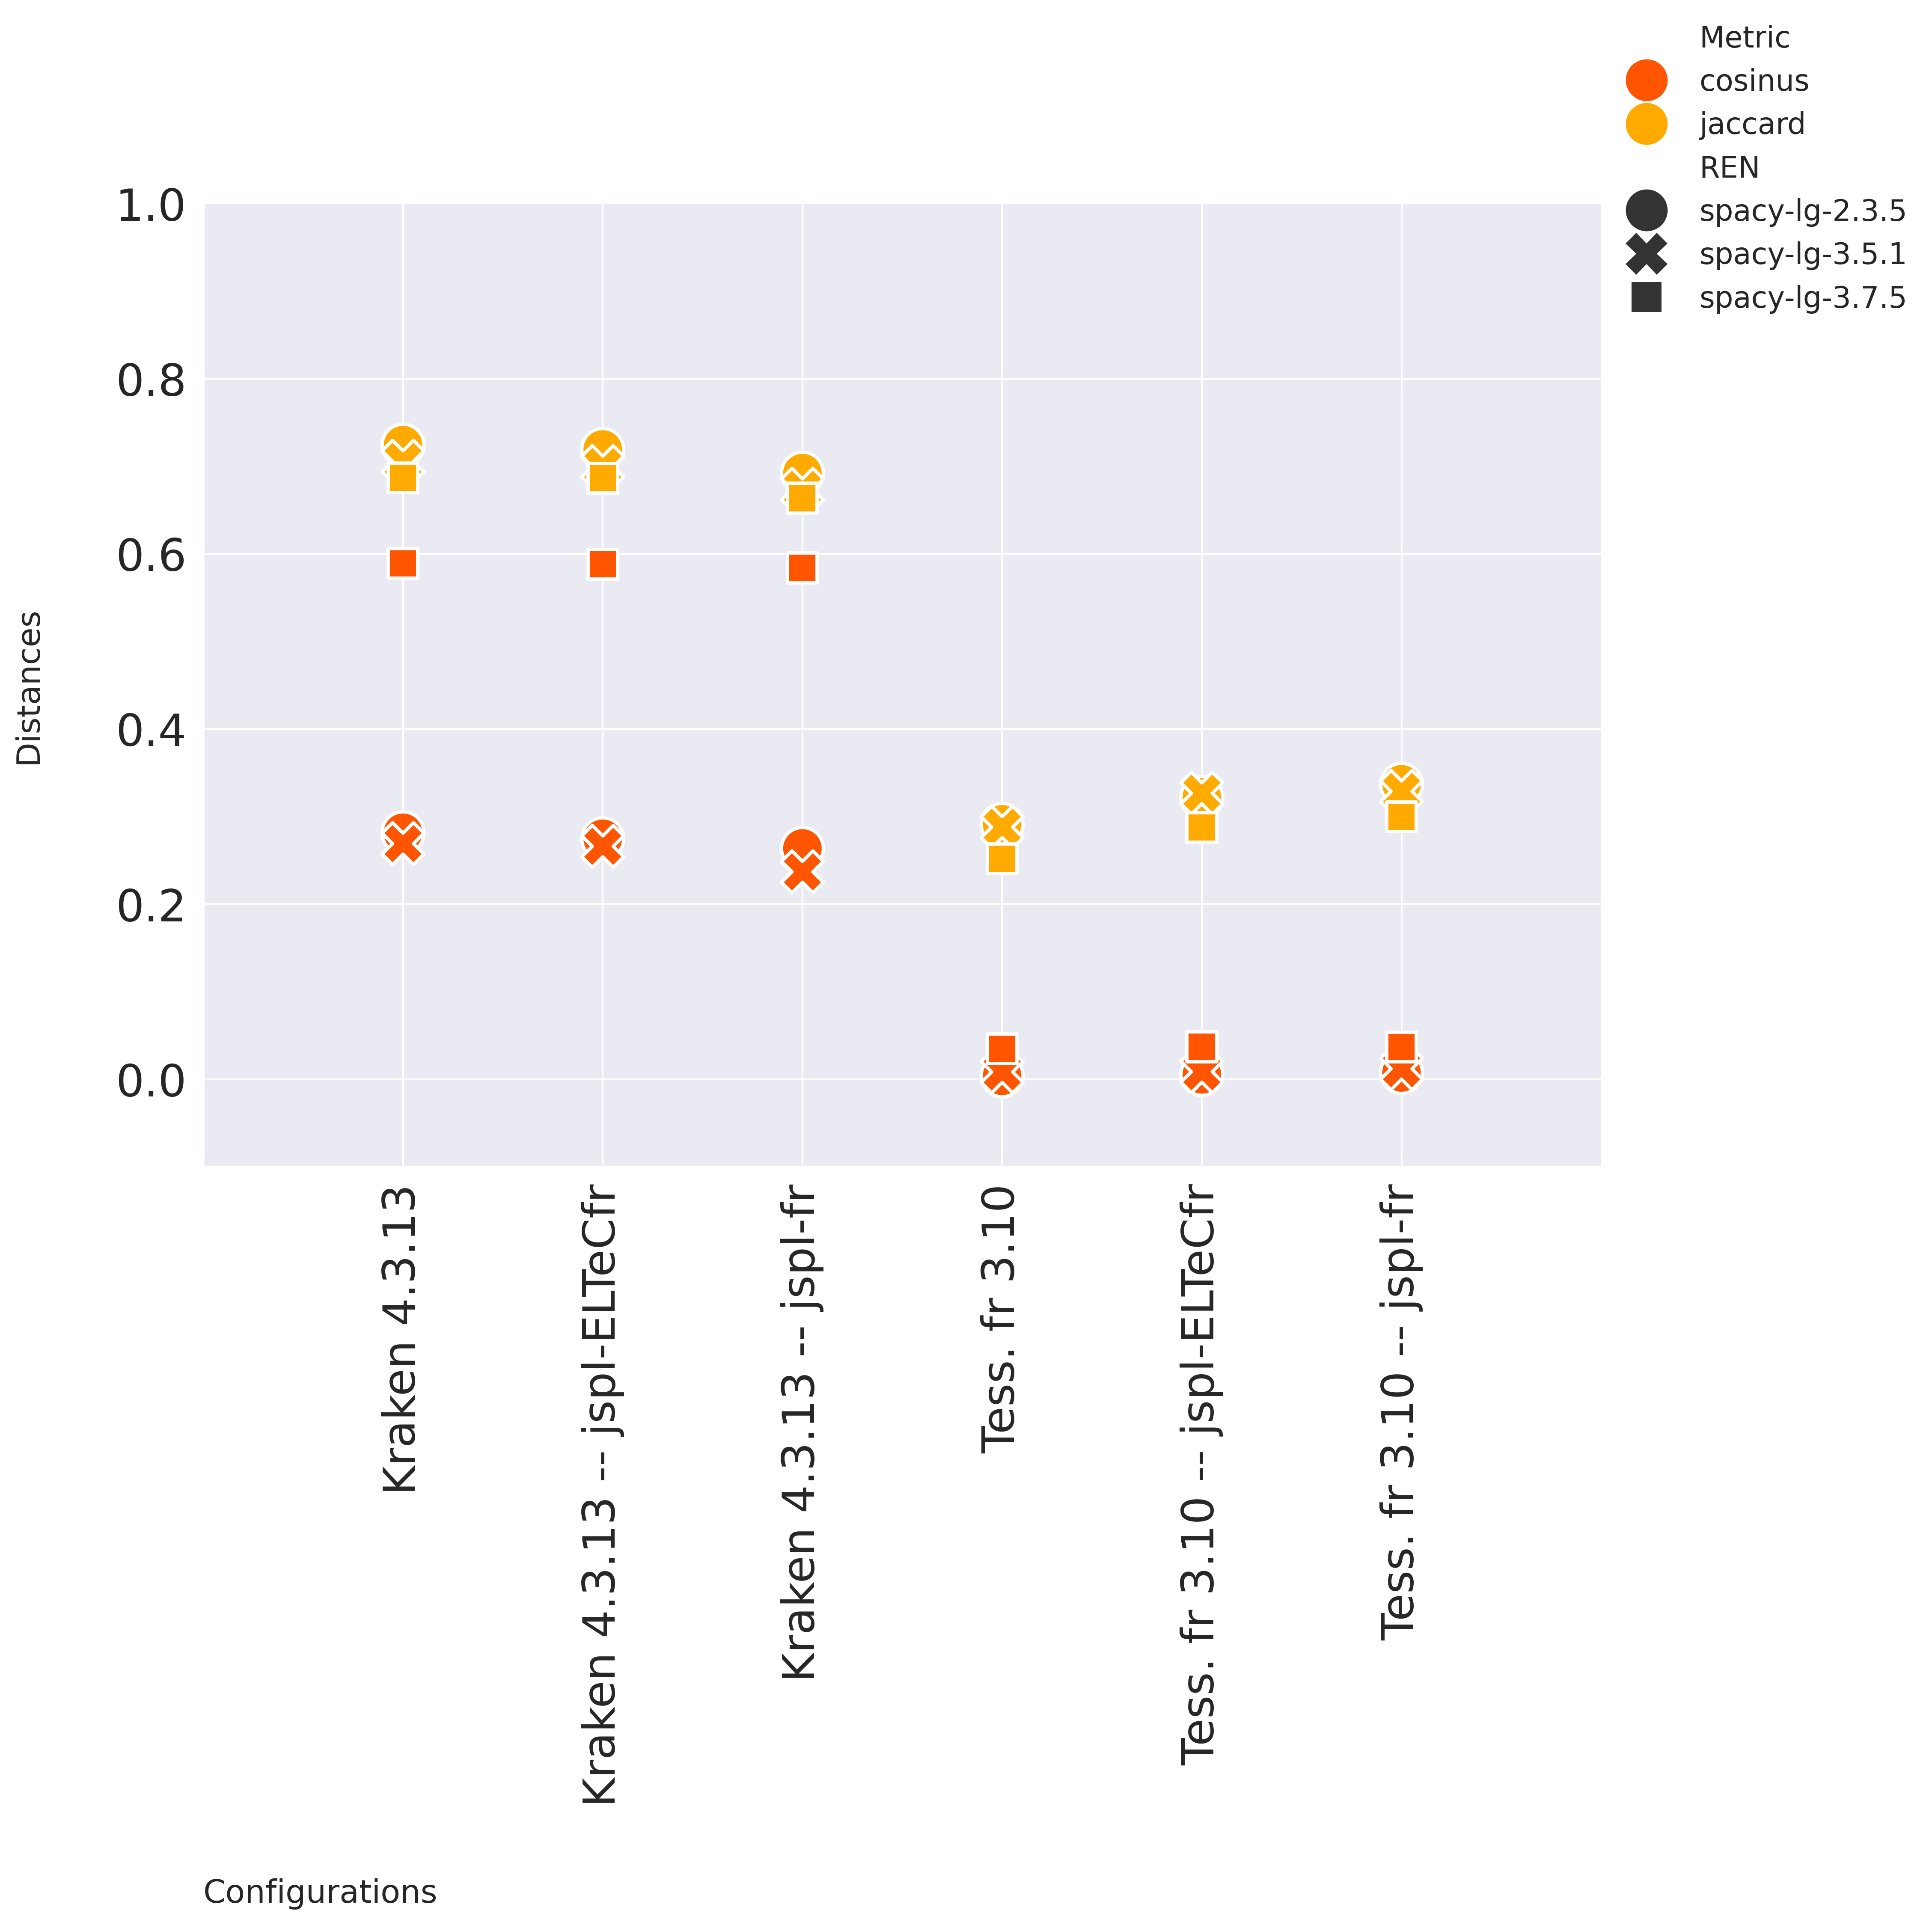 Metric
cosinus
jaccard
REN
spacy-lg-2.3.5
spacy-lg-3.5.1
spacy-lg-3.7.5
1.0
0.8
0.6
0.4
0.2
0.0
Distances
Kraken 4.3.13
Kraken 4.3.13 -- jspl-ELTeCfr
Kraken 4.3.13 -- jspl-fr
Tess. fr 3.10
Tess. fr 3.10 -- jspl-ELTeCfr
Tess. fr 3.10 -- jspl-fr
Configurations